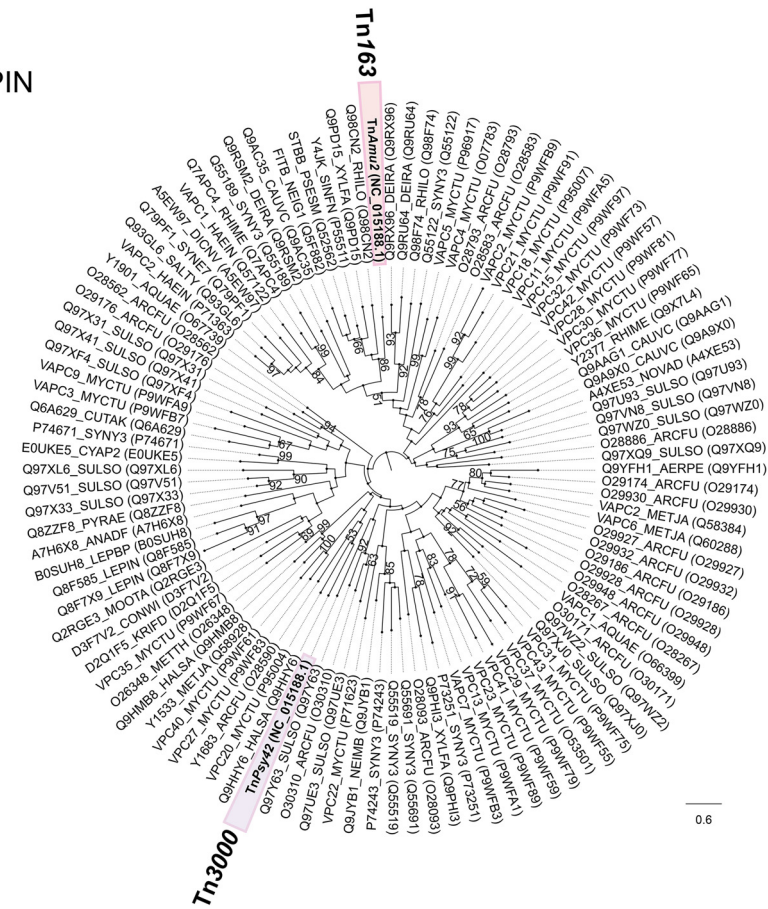 Tn163
PIN
TnAmu2 (NC_015188.1)
Q9RX96_DEIRA (Q9RX96)
Q9RU64_DEIRA (Q9RU64)
Q98F74_RHILO (Q98F74)
Q55122_SYNY3 (Q55122)
VAPC5_MYCTU (P96917)
VAPC4_MYCTU (O07783)
O28793_ARCFU (O28793)
O28583_ARCFU (O28583)
VAPC2_MYCTU (P9WFB9)
VPC21_MYCTU (P9WF91)
VPC18_MYCTU (P95007)
VPC11_MYCTU (P9WFA5)
VPC15_MYCTU (P9WF97)
VPC32_MYCTU (P9WF73)
VPC42_MYCTU (P9WF57)
VPC28_MYCTU (P9WF81)
VPC30_MYCTU (P9WF77)
VPC36_MYCTU (P9WF65)
Y2377_RHIME (Q9X7L4)
Q9AAG1_CAUVC (Q9AAG1)
Q9A9X0_CAUVC (Q9A9X0)
A4XE53_NOVAD (A4XE53)
Q97U93_SULSO (Q97U93)
Q97VN8_SULSO (Q97VN8)
Q97WZ0_SULSO (Q97WZ0)
O28886_ARCFU (O28886)
Q97XQ9_SULSO (Q97XQ9)
Q9YFH1_AERPE (Q9YFH1)
O29174_ARCFU (O29174)
O29930_ARCFU (O29930)
VAPC2_METJA (Q58384)
VAPC6_METJA (Q60288)
O29927_ARCFU (O29927)
O29932_ARCFU (O29932)
O29186_ARCFU (O29186)
O29928_ARCFU (O29928)
O29948_ARCFU (O29948)
O28267_ARCFU (O28267)
VAPC1_AQUAE (O66399)
O30171_ARCFU (O30171)
Q97WZ2_SULSO (Q97WZ2)
Q97XJ0_SULSO (Q97XJ0)
VPC31_MYCTU (P9WF75)
VPC43_MYCTU (P9WF55)
VPC37_MYCTU (O53501)
VPC29_MYCTU (P9WF79)
VPC41_MYCTU (P9WF59)
VPC23_MYCTU (P9WF89)
VPC13_MYCTU (P9WFA1)
VAPC7_MYCTU (P9WFB3)
P73251_SYNY3 (P73251)
Q9PHI3_XYLFA (Q9PHI3)
O28093_ARCFU (O28093)
Q55691_SYNY3 (Q55691)
Q55519_SYNY3 (Q55519)
P74243_SYNY3 (P74243)
Q9JYB1_NEIMB (Q9JYB1)
VPC22_MYCTU (P71623)
Q97UE3_SULSO (Q97UE3)
O30310_ARCFU (O30310)
Q97Y63_SULSO (Q97Y63)
TnPsy42 (NC_015188.1)
Tn3000
Q9HHY6_HALSA (Q9HHY6)
VPC20_MYCTU (P95004)
Y1683_ARCFU (O28590)
VPC27_MYCTU (P9WF83)
VPC40_MYCTU (P9WF61)
Y1533_METJA (Q58928)
Q9HMB8_HALSA (Q9HMB8)
O26348_METTH (O26348)
VPC35_MYCTU (P9WF67)
D2Q1F5_KRIFD (D2Q1F5)
D3F7V2_CONWI (D3F7V2)
Q2RGE3_MOOTA (Q2RGE3)
Q8F7X9_LEPIN (Q8F7X9)
Q8F585_LEPIN (Q8F585)
B0SUH8_LEPBP (B0SUH8)
A7H6X8_ANADF (A7H6X8)
Q8ZZF8_PYRAE (Q8ZZF8)
Q97X33_SULSO (Q97X33)
Q97V51_SULSO (Q97V51)
Q97XL6_SULSO (Q97XL6)
E0UKE5_CYAP2 (E0UKE5)
P74671_SYNY3 (P74671)
Q6A629_CUTAK (Q6A629)
VAPC3_MYCTU (P9WFB7)
VAPC9_MYCTU (P9WFA9)
Q97XF4_SULSO (Q97XF4)
Q97X41_SULSO (Q97X41)
Q97X31_SULSO (Q97X31)
O29176_ARCFU (O29176)
O28562_ARCFU (O28562)
Y1901_AQUAE (O67739)
VAPC2_HAEIN (P71363)
Q93GL6_SALTY (Q93GL6)
Q79PF1_SYNE7 (Q79PF1)
A5EW97_DICNV (A5EW97)
VAPC1_HAEIN (Q57122)
Q7APC4_RHIME (Q7APC4)
Q55189_SYNY3 (Q55189)
Q9RSM2_DEIRA (Q9RSM2)
Q9AC35_CAUVC (Q9AC35)
FITB_NEIG1 (Q5F882)
STBB_PSESM (Q52562)
Y4JK_SINFN (P55511)
Q9PD15_XYLFA (Q9PD15)
Q98CN2_RHILO (Q98CN2)
0.6